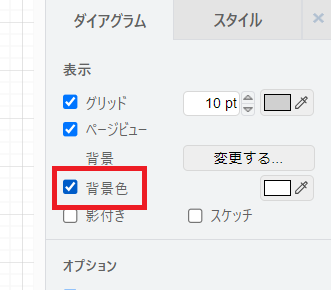 ダイアグラム スタイル
表示
グリッド 10 pt
ページビュー
背景 変更する...
背景色
影付き スケッチ
オプション